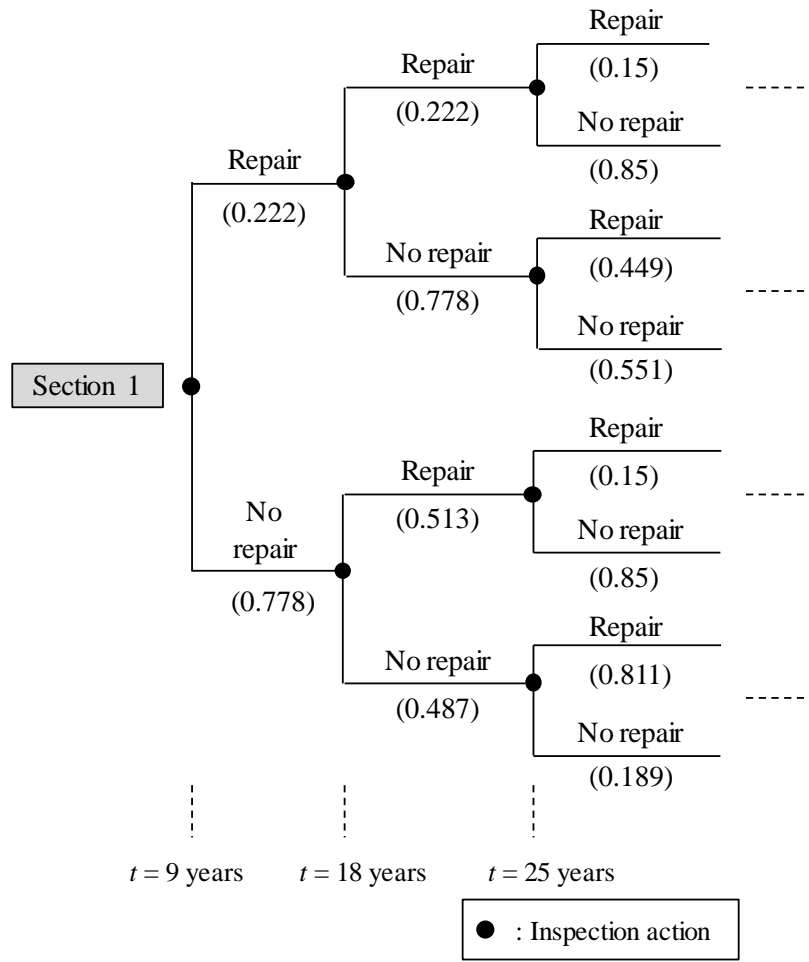 Repair
Repair
(0.15)
(0.222)
No repair
Repair
(0.85)
(0.222)
Repair
No repair
(0.449)
(0.778)
No repair
(0.551)
Section 1
Repair
Repair
(0.15)
No
repair
(0.513)
No repair
(0.778)
(0.85)
Repair
No repair
(0.811)
(0.487)
No repair
(0.189)
t = 9 years
t = 18 years
t = 25 years
: Inspection action